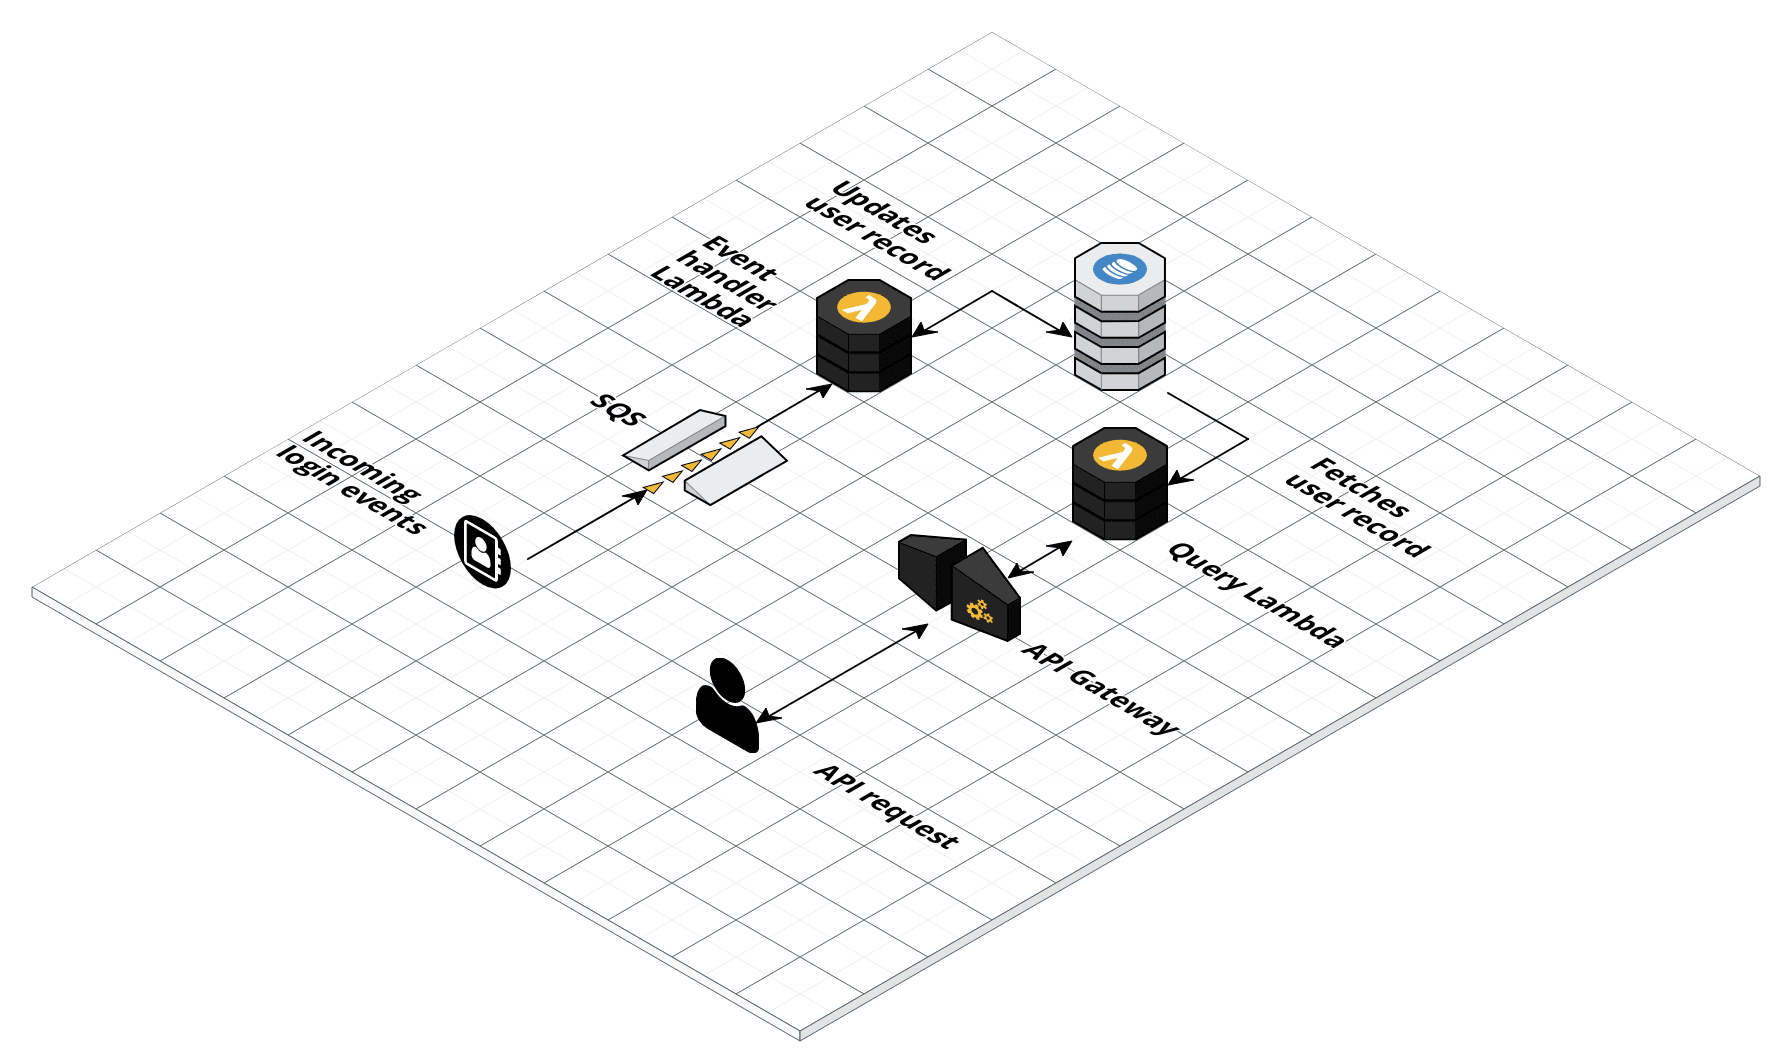 Updates
user record
Event
handler
Lambda
SQS
Incoming
login events
Fetches
user record
Query Lambda
API Gateway
API request